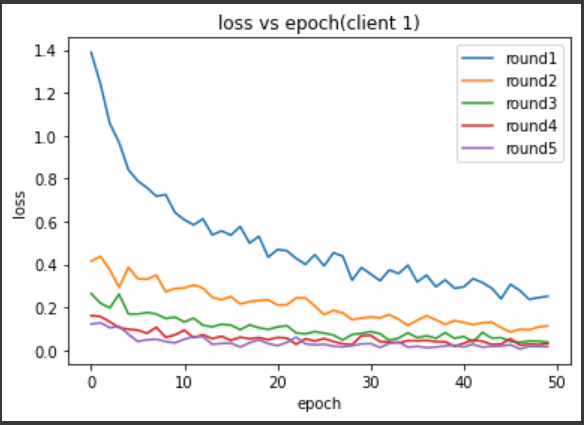 loss vs epoch(client 1)
1.4
1.2
1.0
0.8
0.6
0.4
0.2
0.0
loss
round1
round2
round3
round4
round5
0 10 20 30 40 50
epoch